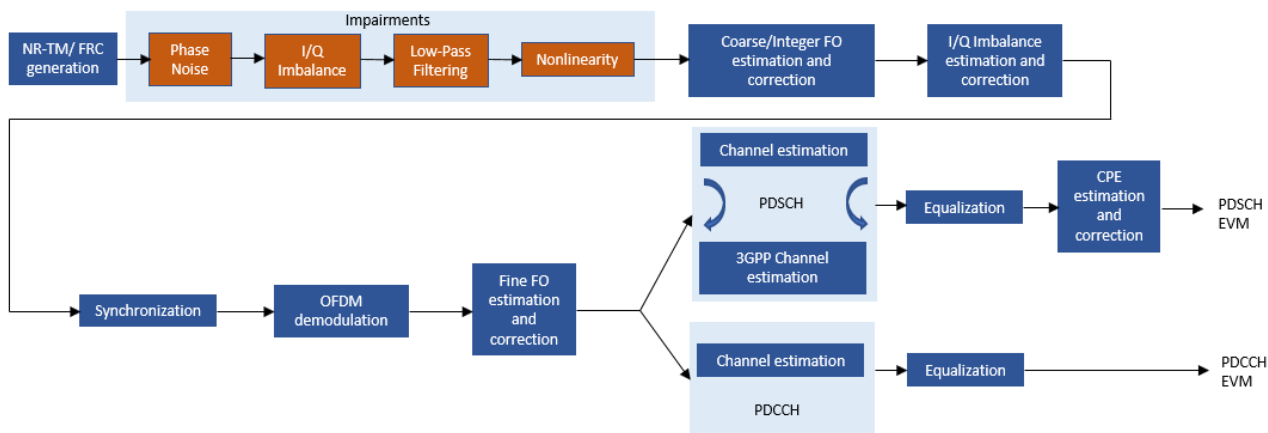 Impairments
NR-TM/ FRC
generation
Phase
Noise
I/Q
Imbalance
Low-Pass
Filtering
Nonlinearity
Coarse/Integer FO
estimation and
correction
I/Q Imbalance
estimation and
correction
Channel estimation
PDSCH
3GPP Channel
estimation
Equalization
CPE
estimation
and
correction
PDSCH
EVM
Synchronization
OFDM
demodulation
Fine FO
estimation
and
correction
Channel estimation
PDCCH
Equalization
PDCCH
EVM